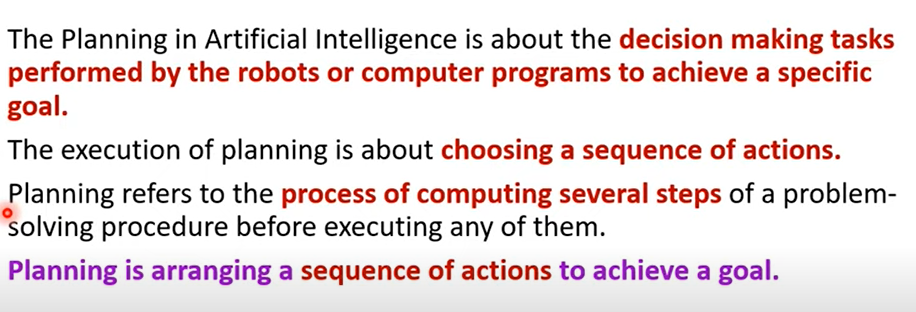 The Planning in Artificial Intelligence is about the decision making tasks
performed by the robots or computer programs to achieve a specific
goal.
The execution of planning is about choosing a sequence of actions.
Planning refers to the process of computing several steps of a problem-
solving procedure before executing any of them.
Planning is arranging a sequence of actions to achieve a goal.